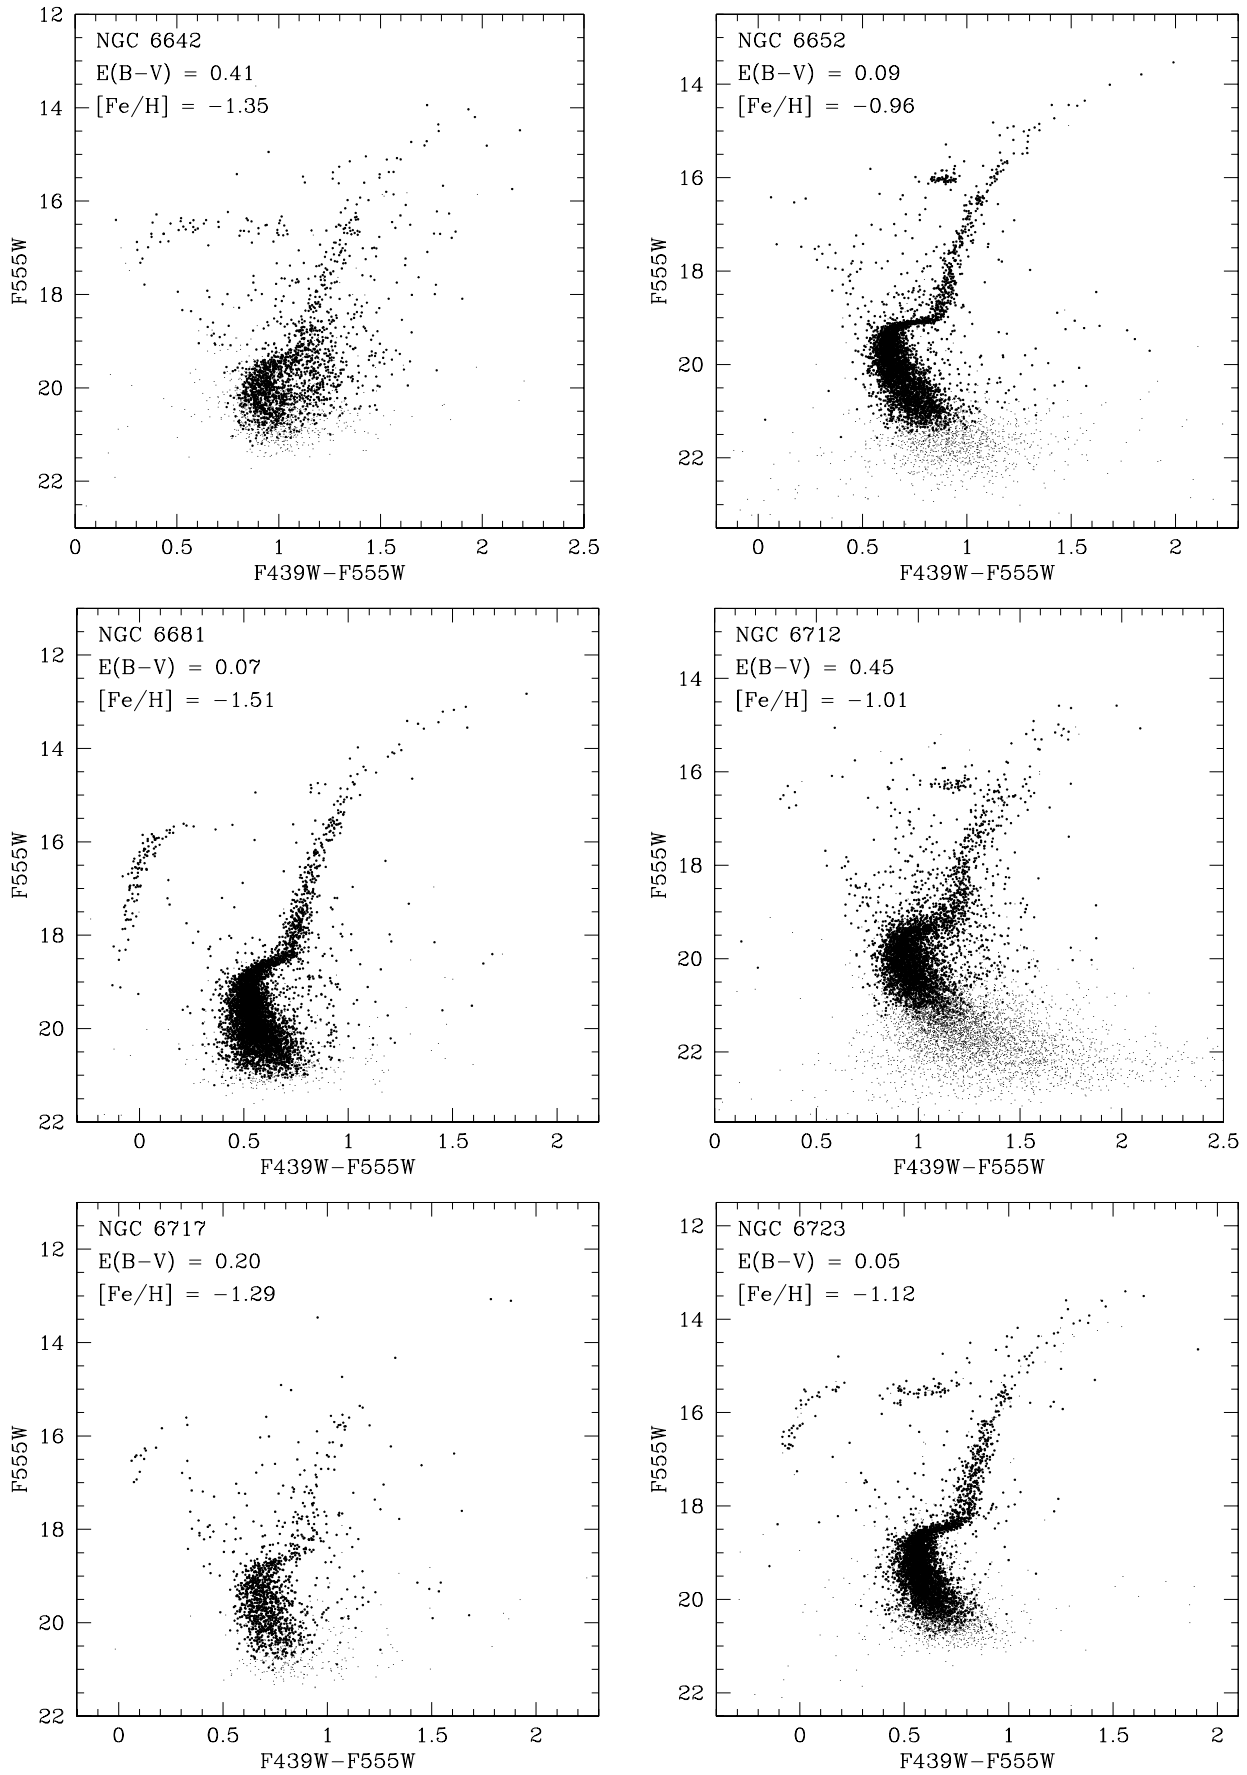 NGC 6642
E(B−V) = 0.41
[Fe/H] = −1.35
12
14
16
18
20
22
F555W
0 0.5 1 1.5 2 2.5
F439W−F555W
NGC 6652
E(B−V) = 0.09
[Fe/H] = −0.96
14
16
18
20
22
F555W
0 0.5 1 1.5 2
F439W−F555W
NGC 6681
E(B−V) = 0.07
[Fe/H] = −1.51
12
14
16
18
20
22
F555W
0 0.5 1 1.5 2
F439W−F555W
NGC 6712
E(B−V) = 0.45
[Fe/H] = −1.01
14
16
18
20
22
F555W
0 0.5 1 1.5 2 2.5
F439W−F555W
NGC 6717
E(B−V) = 0.20
[Fe/H] = −1.29
12
14
16
18
20
22
F555W
0 0.5 1 1.5 2
F439W−F555W
NGC 6723
E(B−V) = 0.05
[Fe/H] = −1.12
12
14
16
18
20
22
F555W
0 0.5 1 1.5 2
F439W−F555W